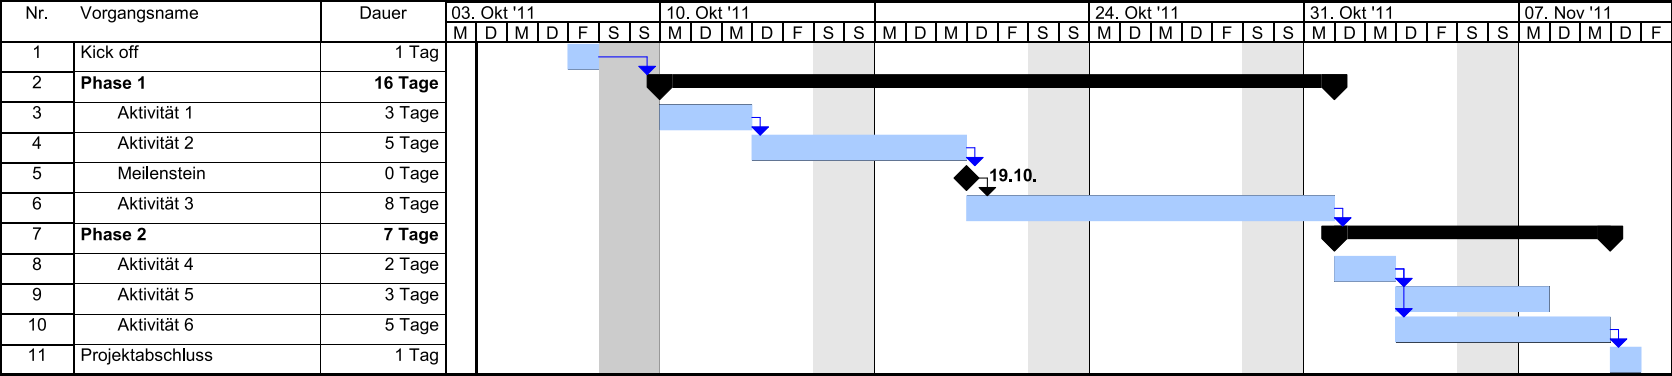 Nr. Vorgangsname Dauer 03. Okt '11 10. Okt '11 24. Okt '11 31. Okt '11 07. Nov '11
M D M D F S S M D M D F S S M D M D F S S M D M D F S S M D M D F S S M D M D F
1 Kick off 1 Tag
2 Phase 1 16 Tage
3 Aktivität 1 3 Tage
4 Aktivität 2 5 Tage
5 Meilenstein 0 Tage 19.10.
6 Aktivität 3 8 Tage
7 Phase 2 7 Tage
8 Aktivität 4 2 Tage
9 Aktivität 5 3 Tage
10 Aktivität 6 5 Tage
11 Projektabschluss 1 Tag